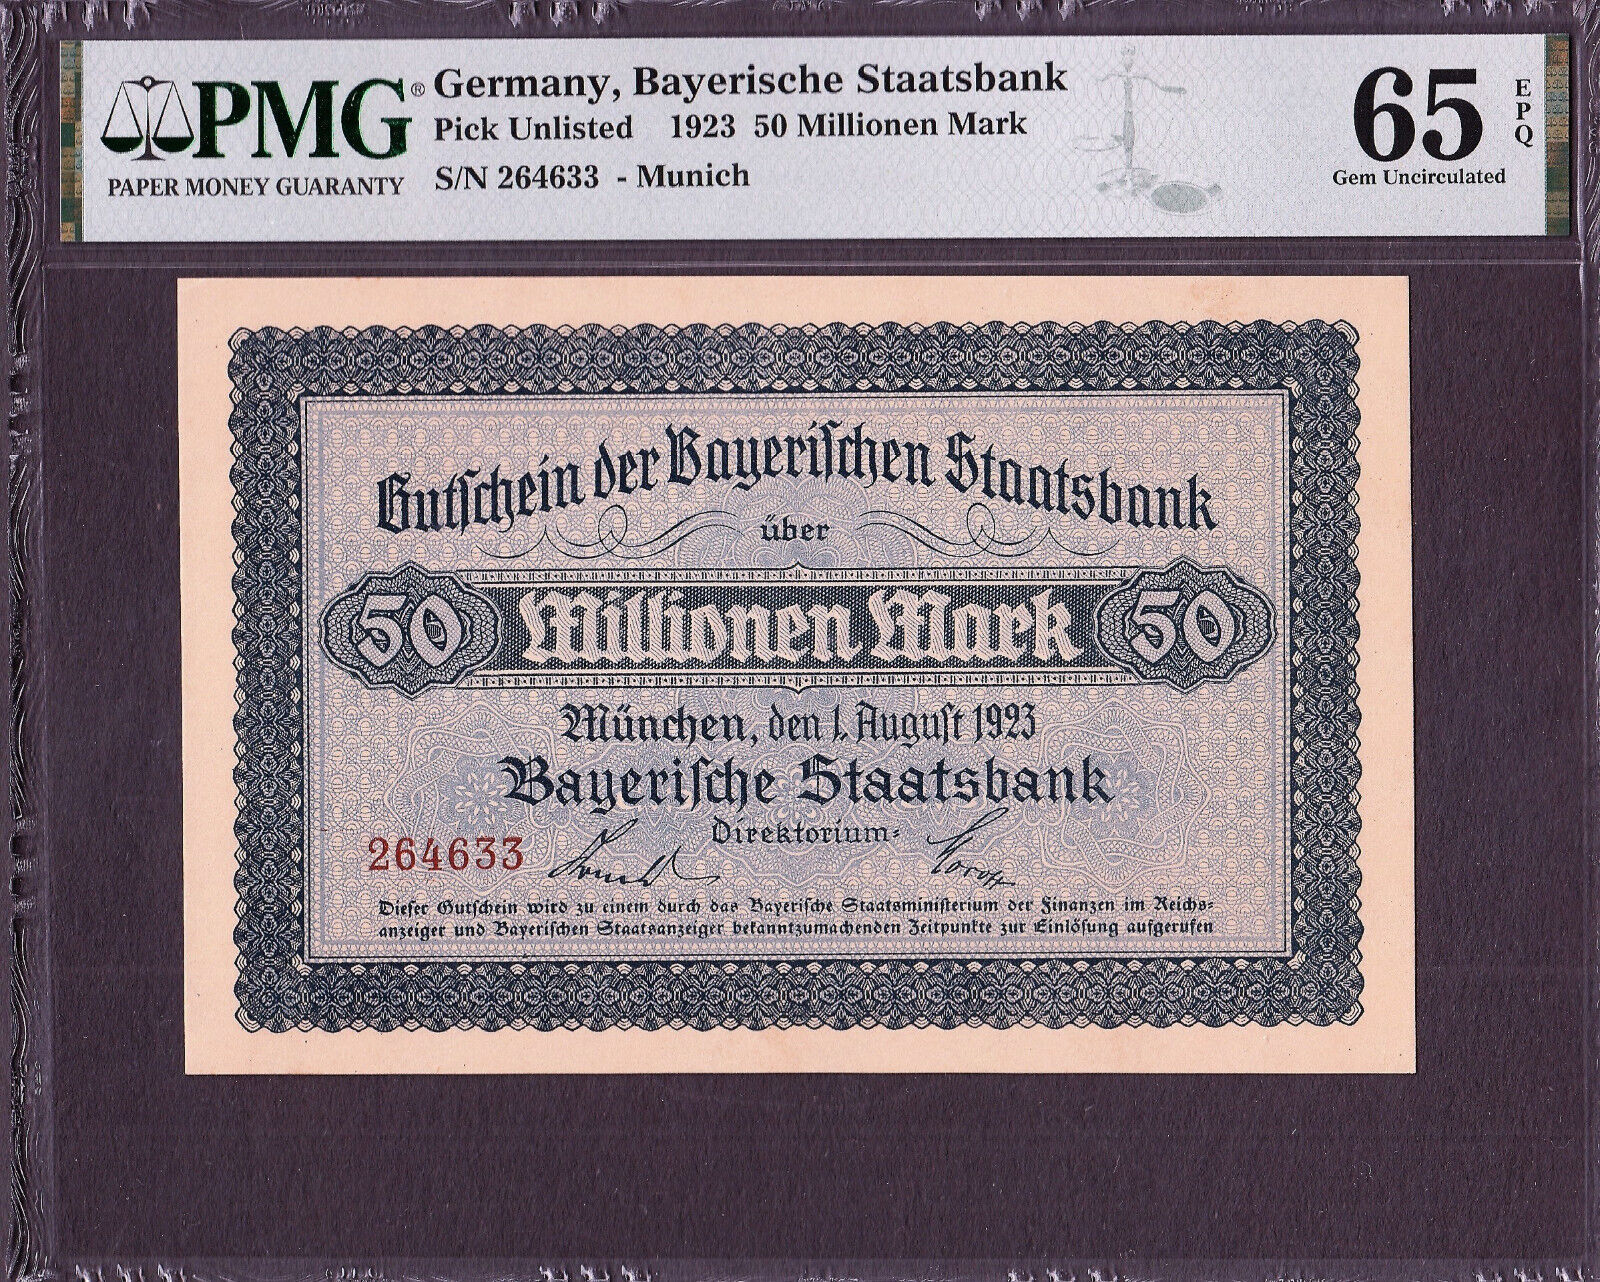 PMG®
PAPER MONEY GUARANTY
Germany, Bayerische Staatsbank
Pick Unlisted 1923 50 Millionen Mark
S/N 264633 - Munich
65
EPQ
Gem Uncirculated
Gutſchein der Bayeriſchen Staatsbank
über
50 Millionen Mark 50
München, den 1. Auguſt 1923
Bayeriſche Staatsbank
Direktorium:
264633
Dieſer Gutſchein wird zu einem durch das Bayeriſche Staatsminiſterium der Finanzen im Reichs-
anzeiger und Bayeriſchen Staatsanzeiger bekanntzumachenden Zeitpunkte zur Einlöſung aufgerufen